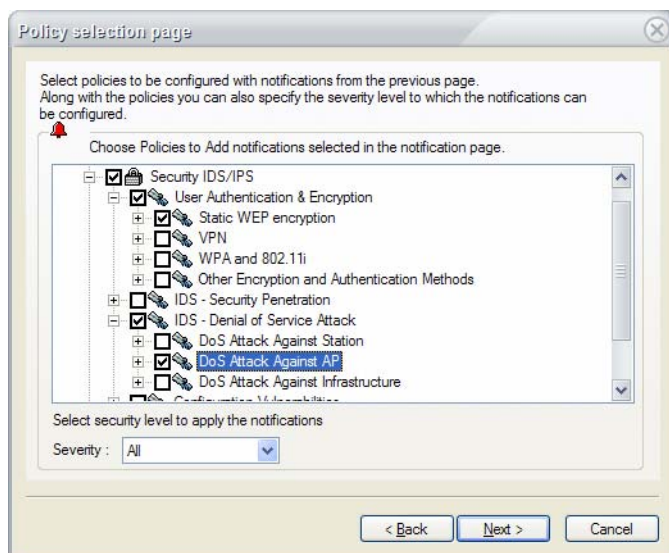 Policy selection page
Select policies to be configured with notifications from the previous page.
Along with the policies you can also specify the severity level to which the notifications can
be configured.
Choose Policies to Add notifications selected in the notification page.
Security IDS/IPS
User Authentication & Encryption
Static WEP encryption
VPN
WPA and 802.11i
Other Encryption and Authentication Methods
IDS - Security Penetration
IDS - Denial of Service Attack
DoS Attack Against Station
DoS Attack Against AP
DoS Attack Against Infrastructure
Configuration Vulnerabilities
Select security level to apply the notifications
Severity : All
< Back
Next >
Cancel